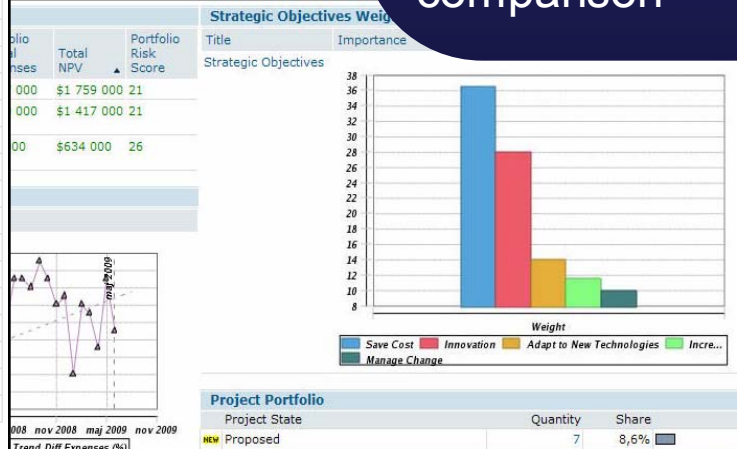 comparison
Portfolio
Total Risk
NPV Score
000 $1 759 000 21
000 $1 417 000 21
00 $634 000 26
maj 2009
008 nov 2008 maj 2009 nov 2009
Trend Diff Expenses (%)
Strategic Objectives
Title Importance
Strategic Objectives
38
36
34
32
30
28
26
24
22
20
18
16
14
12
10
8
Weight
Save Cost Innovation Adapt to New Technologies Incre...
Manage Change
Project Portfolio
Project State Quantity Share
NEW Proposed 7 8,6%